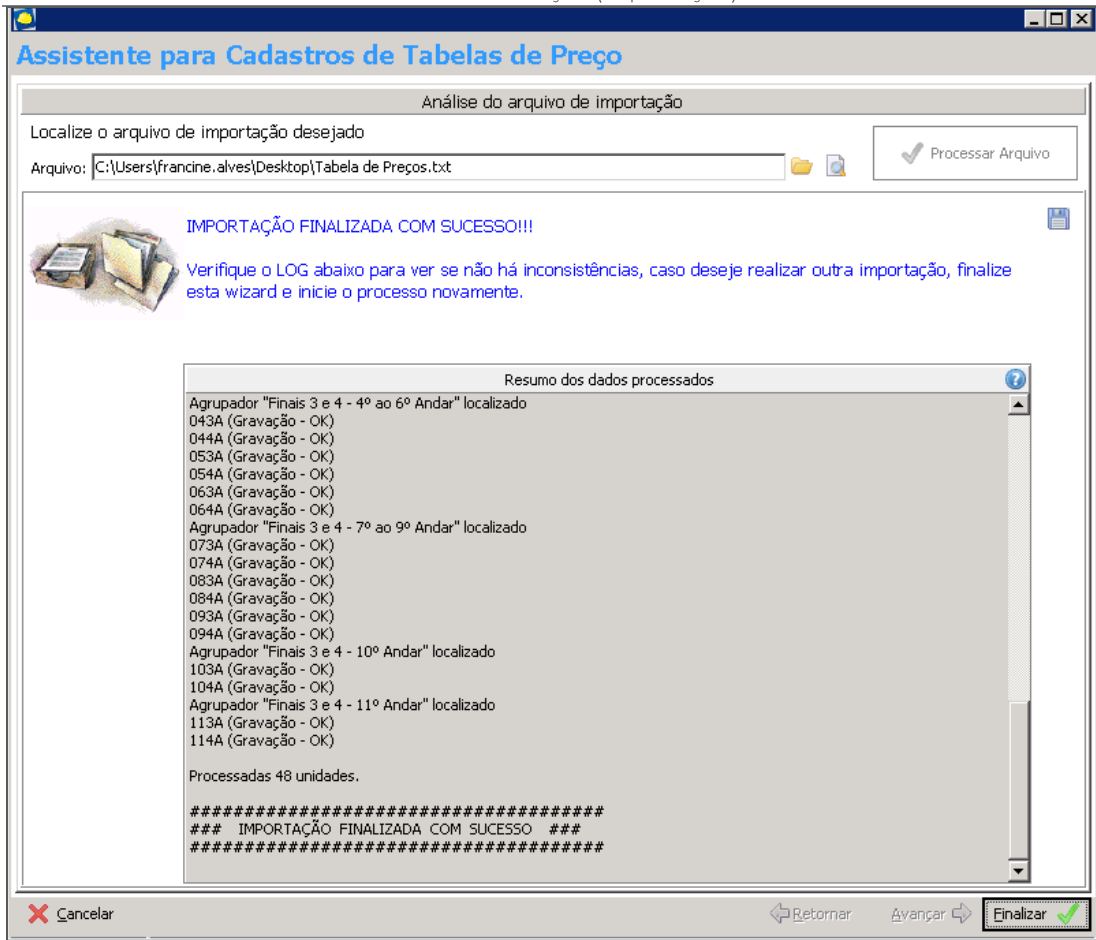 Assistente para Cadastros de Tabelas de Preço
Análise do arquivo de importação
Localize o arquivo de importação desejado
Arquivo: C:\Users\francine.alves\Desktop\Tabela de Preços.txt
Processar Arquivo
IMPORTAÇÃO FINALIZADA COM SUCESSO!!!
Verifique o LOG abaixo para ver se não há inconsistências, caso deseje realizar outra importação, finalize
esta wizard e inicie o processo novamente.
Resumo dos dados processados
Agrupador "Finais 3 e 4 - 4º ao 6º Andar" localizado
043A (Gravação - OK)
044A (Gravação - OK)
053A (Gravação - OK)
054A (Gravação - OK)
063A (Gravação - OK)
064A (Gravação - OK)
Agrupador "Finais 3 e 4 - 7º ao 9º Andar" localizado
073A (Gravação - OK)
074A (Gravação - OK)
083A (Gravação - OK)
084A (Gravação - OK)
093A (Gravação - OK)
094A (Gravação - OK)
Agrupador "Finais 3 e 4 - 10º Andar" localizado
103A (Gravação - OK)
104A (Gravação - OK)
Agrupador "Finais 3 e 4 - 11º Andar" localizado
113A (Gravação - OK)
114A (Gravação - OK)
Processadas 48 unidades.
######################################
### IMPORTAÇÃO FINALIZADA COM SUCESSO ###
######################################
Cancelar
Retornar
Avançar
Finalizar